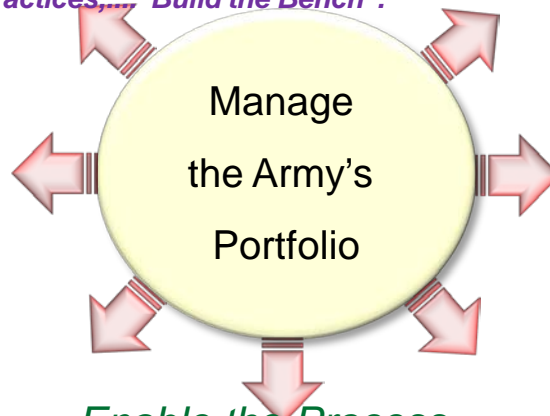 actices,.... "Build the Bench".
Manage
the Army's
Portfolio
Enable the Process